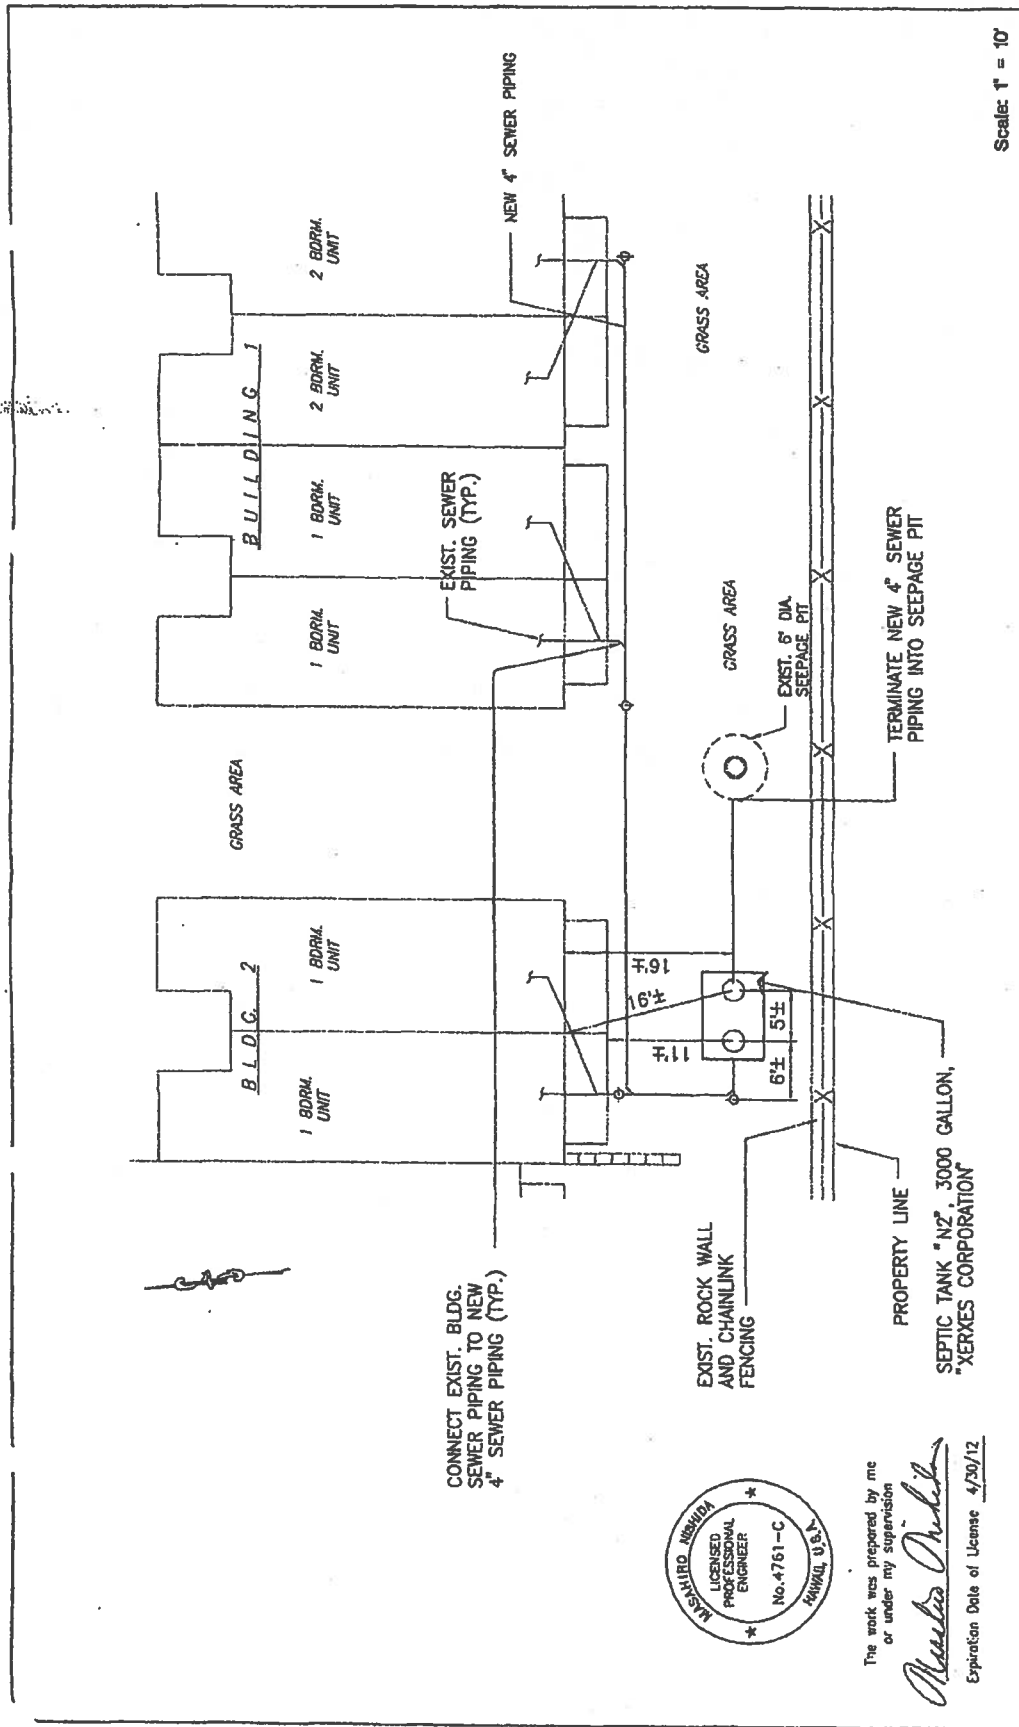 NEW 4" SEWER PIPING
2 BDRM.
UNIT
2 BDRM.
UNIT
BUILDING 1
1 BDRM.
UNIT
EXIST. SEWER
PIPING (TYP.)
1 BDRM.
UNIT
GRASS AREA
GRASS AREA
GRASS AREA
EXIST. 6' DIA.
SEEPAGE PIT
TERMINATE NEW 4" SEWER
PIPING INTO SEEPAGE PIT
BLDG. 2
1 BDRM.
UNIT
1 BDRM.
UNIT
16'±
19'±
11'±
5'±
6'±
CONNECT EXIST. BLDG.
SEWER PIPING TO NEW
4" SEWER PIPING (TYP.)
EXIST. ROCK WALL
AND CHAINLINK
FENCING
PROPERTY LINE
SEPTIC TANK "N2", 3000 GALLON,
"XERXES CORPORATION"
MASAHIRO NISHIDA
LICENSED
PROFESSIONAL
ENGINEER
No.4761-C
HAWAII, U.S.A.
The work was prepared by me
or under my supervision
Expiration Date of License 4/30/12
Scale: 1" = 10'